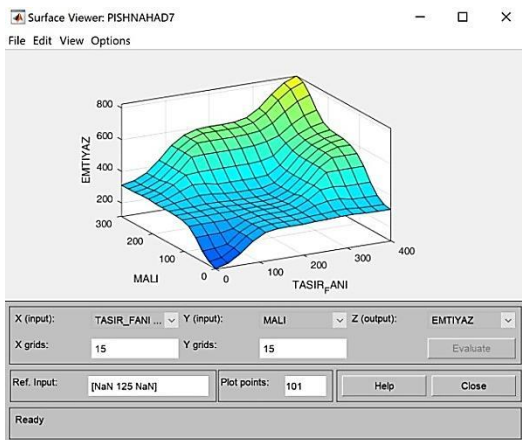 Surface Viewer: PISHNAHAD7
File Edit View Options
800
600
400
200
EMTIYAZ
300
200
100
0
MALI
0
100
200
300
400
TASIR_FANI
X (input): TASIR_FANI ... Y (input): MALI Z (output): EMTIYAZ
X grids: 15 Y grids: 15 Evaluate
Ref. Input: [NaN 125 NaN] Plot points: 101 Help Close
Ready